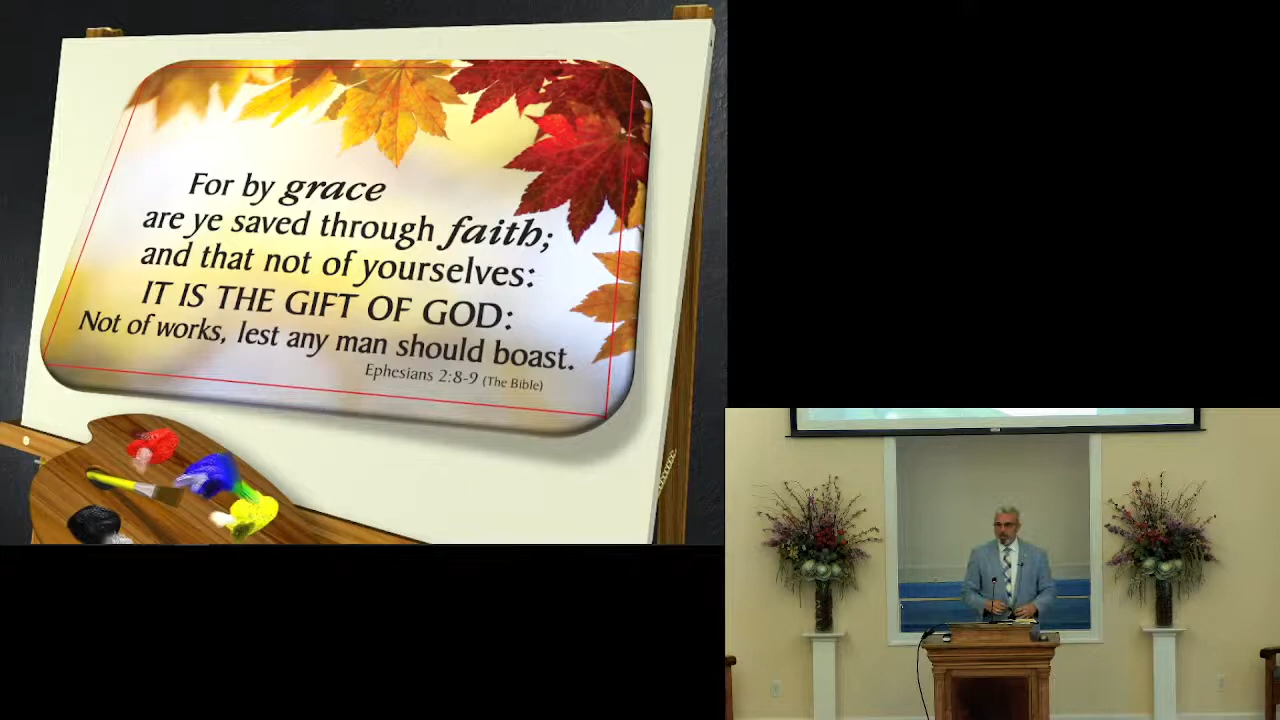 For by grace
are ye saved through faith;
and that not of yourselves:
IT IS THE GIFT OF GOD:
Not of works, lest any man should boast.
Ephesians 2:8-9 (The Bible)